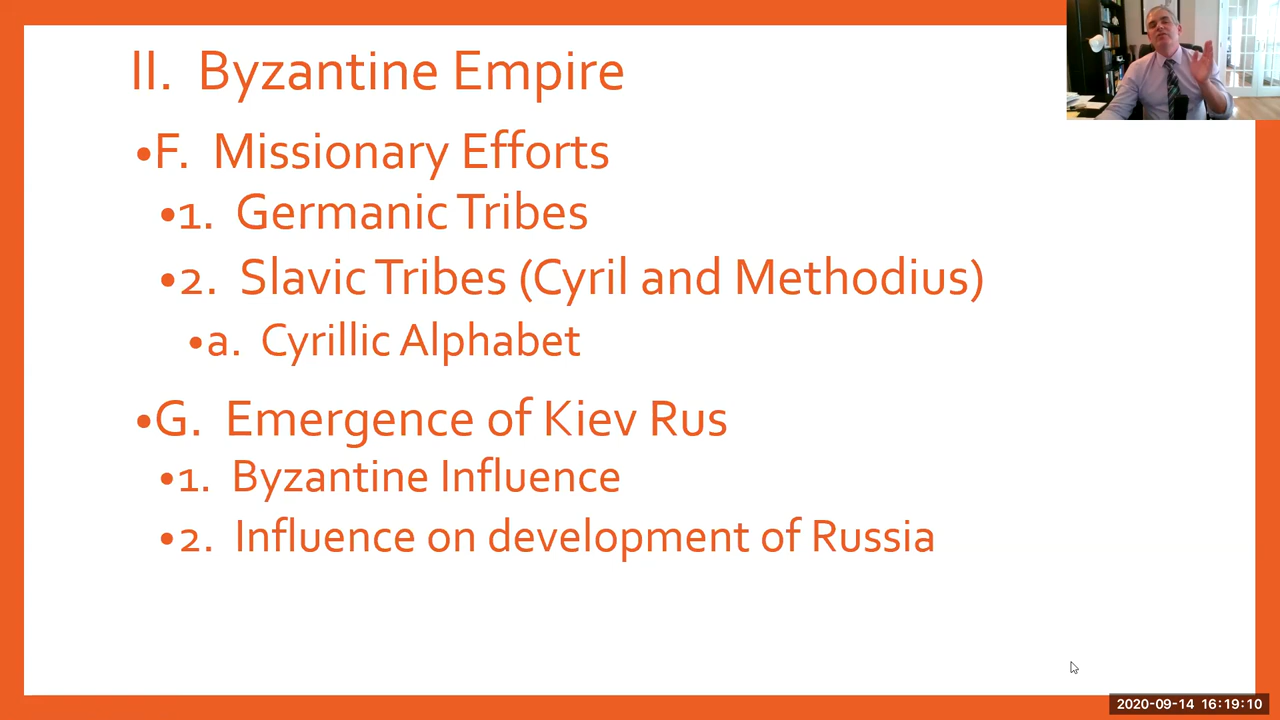 II. Byzantine Empire
•F. Missionary Efforts
•1. Germanic Tribes
•2. Slavic Tribes (Cyril and Methodius)
•a. Cyrillic Alphabet
•G. Emergence of Kiev Rus
•1. Byzantine Influence
•2. Influence on development of Russia
2020-09-14 16:19:10